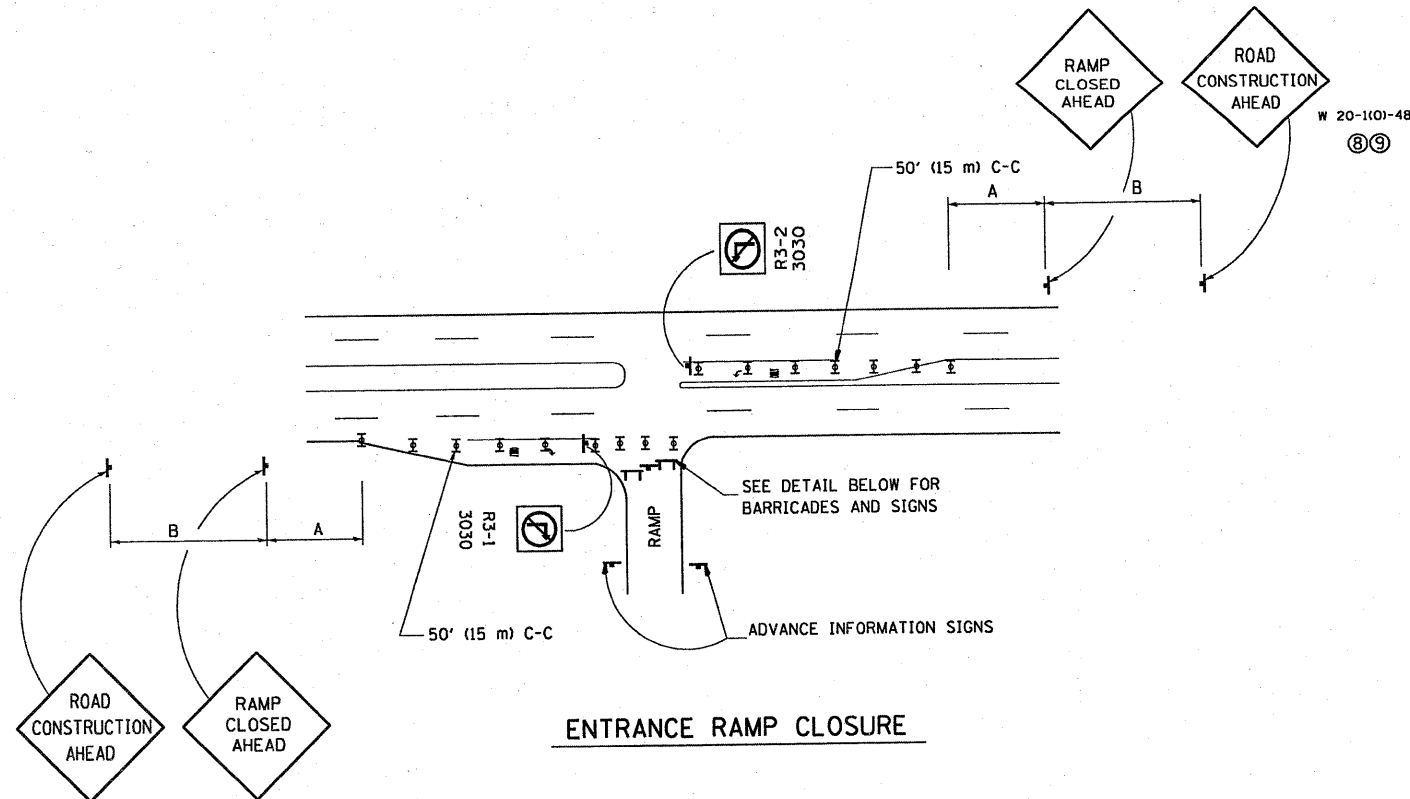 RAMP
CLOSED
AHEAD
ROAD
CONSTRUCTION
AHEAD
W 20-1(O)-48
⑧⑨
50' (15 m) C-C
A
B
R3-2
3030
SEE DETAIL BELOW FOR
BARRICADES AND SIGNS
B
A
R3-1
3030
RAMP
50' (15 m) C-C
ADVANCE INFORMATION SIGNS
ROAD
CONSTRUCTION
AHEAD
RAMP
CLOSED
AHEAD
ENTRANCE RAMP CLOSURE